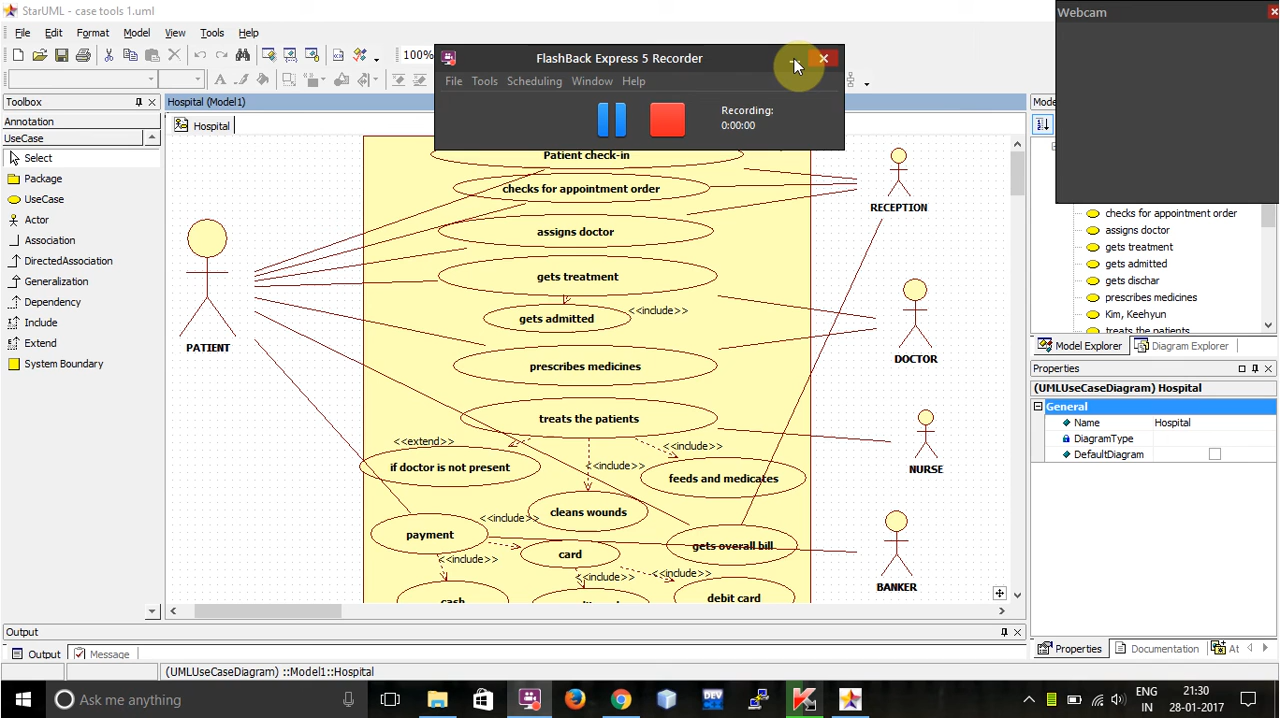 StarUML - case tools 1.uml
Webcam
File Edit Format Model View Tools Help
FlashBack Express 5 Recorder
File Tools Scheduling Window Help
100%
Recording:
0:00:00
Toolbox
Hospital (Model1)
Annotation
UseCase
Hospital
Select
Package
UseCase
Actor
Association
DirectedAssociation
Generalization
Dependency
Include
Extend
System Boundary
Patient check-in
checks for appointment order
assigns doctor
gets treatment
<<include>>
gets admitted
prescribes medicines
treats the patients
<<extend>>
<<include>>
<<include>>
if doctor is not present
feeds and medicates
cleans wounds
<<include>>
payment
gets overall bill
card
<<include>>
<<include>>
<<include>>
cash
debit card
PATIENT
RECEPTION
DOCTOR
NURSE
BANKER
checks for appointment order
assigns doctor
gets treatment
gets admitted
gets dischar
prescribes medicines
Kim, Keehyun
treats the patients
Model Explorer Diagram Explorer
Properties
(UMLUseCaseDiagram) Hospital
General
Name Hospital
DiagramType
DefaultDiagram
Output
Output Message
Properties Documentation At
(UMLUseCaseDiagram) ::Model1::Hospital
Ask me anything
DEV
ENG
IN
21:30
28-01-2017